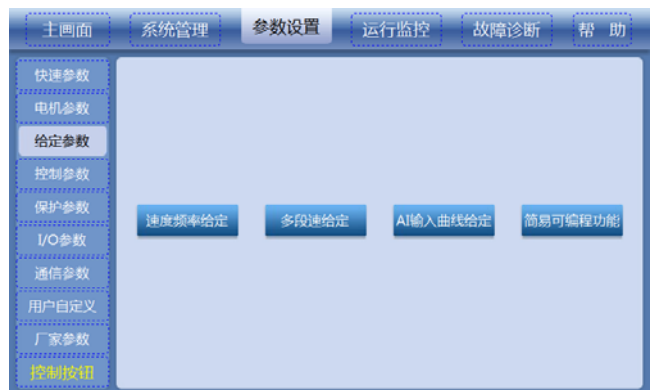 主画面 系统管理 参数设置 运行监控 故障诊断 帮 助
快速参数
电机参数
给定参数
控制参数
保护参数
速度频率给定 多段速给定 AI输入曲线给定 简易可编程功能
I/O参数
通信参数
用户自定义
厂家参数
控制按钮